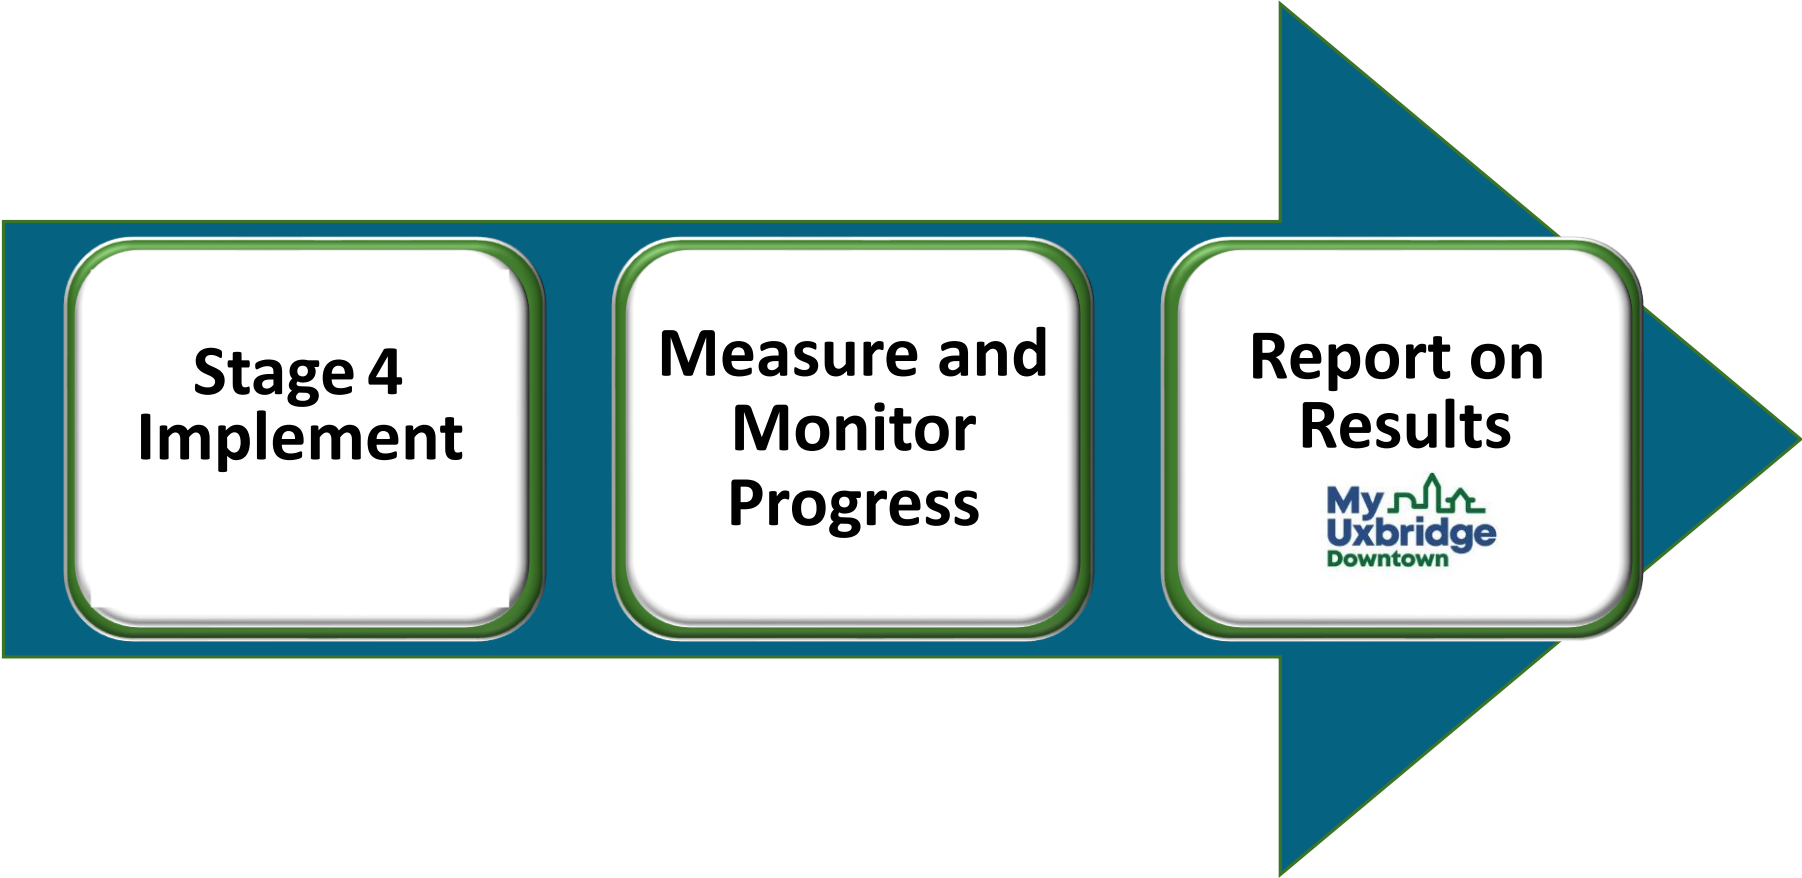 Stage 4
Implement
Measure and
Monitor
Progress
Report on
Results
My
Uxbridge
Downtown